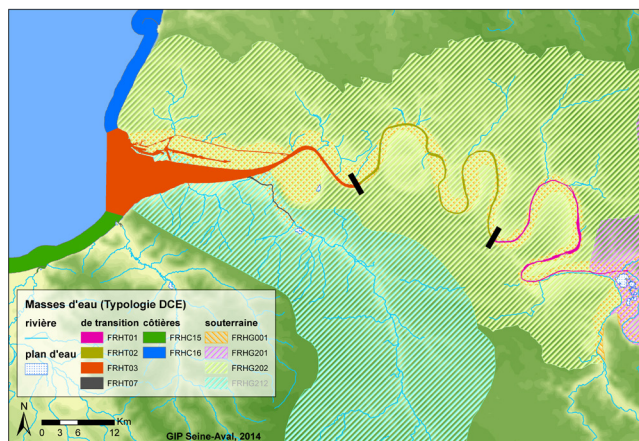 Masses d'eau (Typologie DCE)
rivière
plan d'eau
de transition
FRHT01
FRHT02
FRHT03
FRHT07
côtières
FRHC15
FRHC16
souterraine
FRHG001
FRHG201
FRHG202
FRHG212
N
Km
0 3 6 12
GIP Seine-Aval, 2014